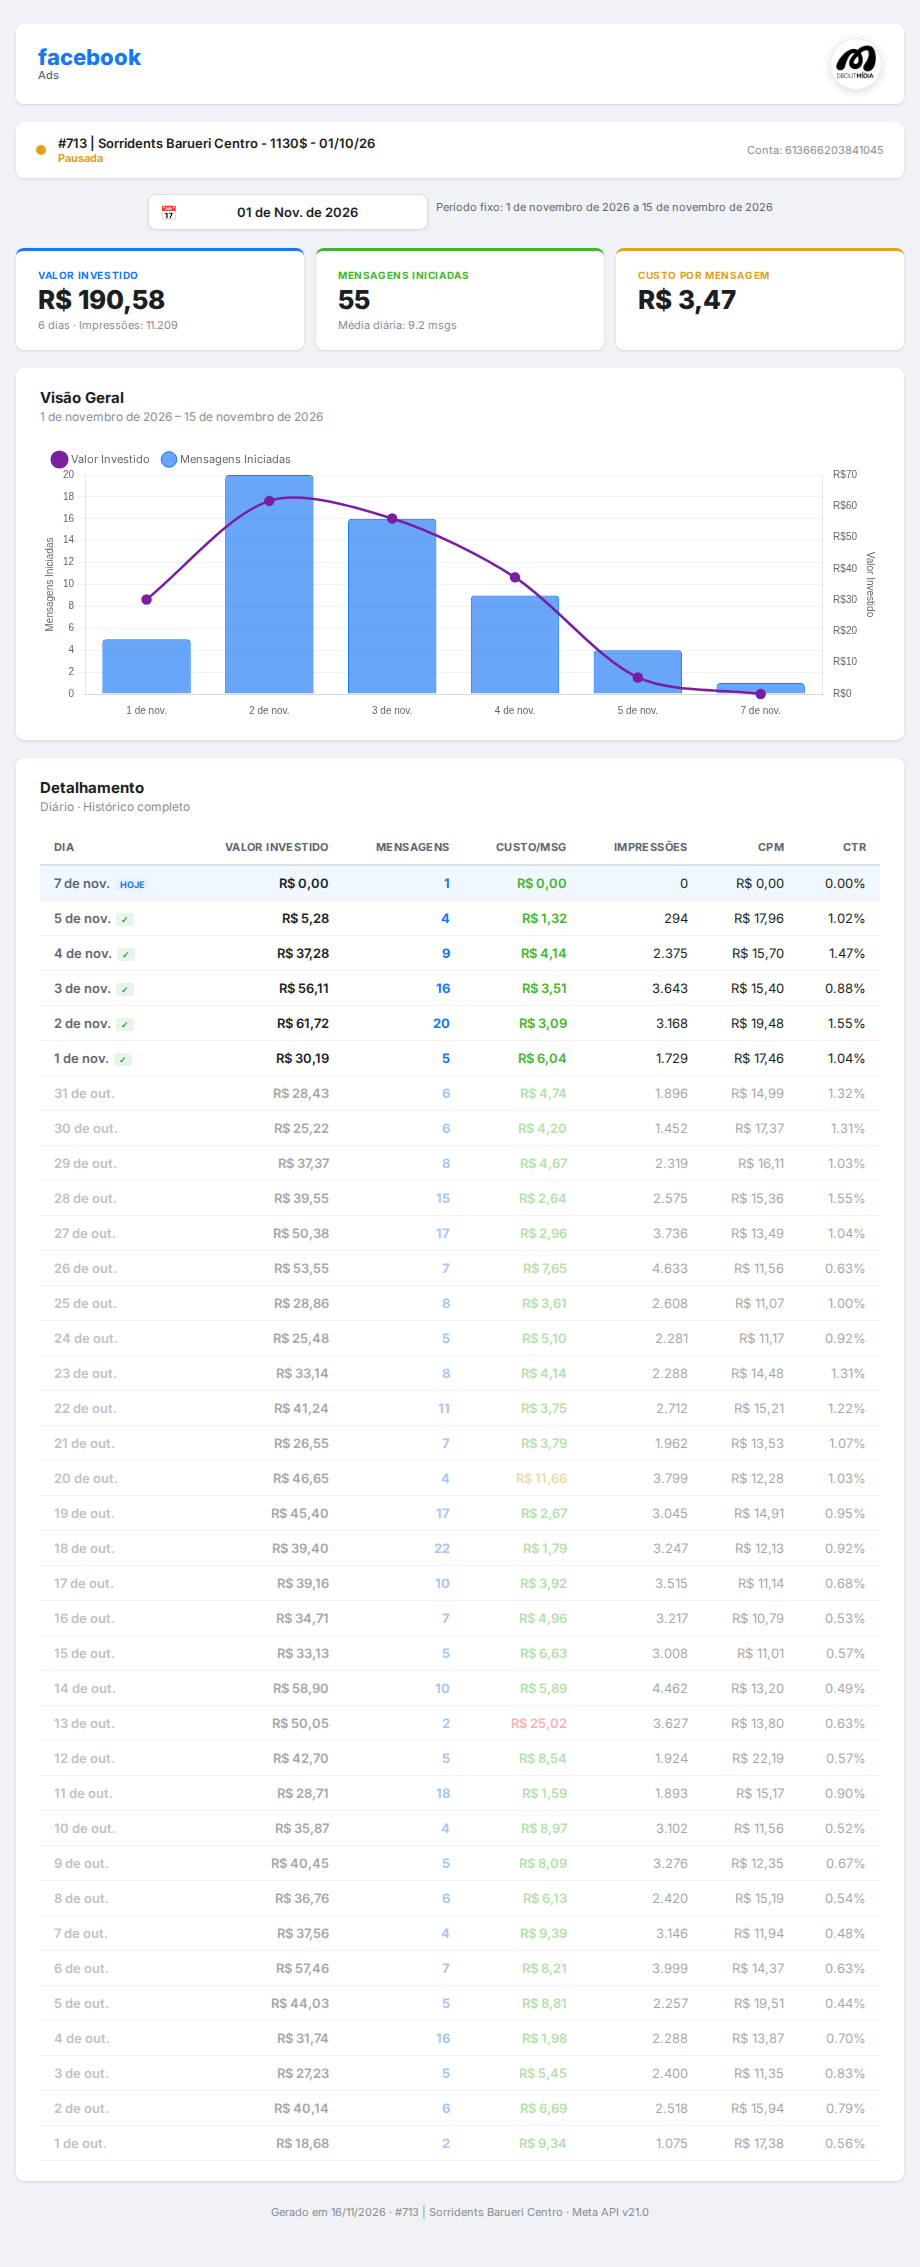 facebook
Ads
DBOUTMÍDIA
#713 | Sorridents Barueri Centro - 1130$ - 01/10/26
Pausada
Conta: 613666203841045
01 de Nov. de 2026
Período fixo: 1 de novembro de 2026 a 15 de novembro de 2026
VALOR INVESTIDO
R$ 190,58
6 dias · Impressões: 11.209
MENSAGENS INICIADAS
55
Média diária: 9.2 msgs
CUSTO POR MENSAGEM
R$ 3,47
Visão Geral
1 de novembro de 2026 – 15 de novembro de 2026
Valor Investido Mensagens Iniciadas
20 R$70
18 R$60
16 R$50
14 R$40
12 R$30
10 R$20
8 R$10
6 R$0
4
2
0
Mensagens Iniciadas
Valor Investido
1 de nov. 2 de nov. 3 de nov. 4 de nov. 5 de nov. 7 de nov.
Detalhamento
Diário · Histórico completo
DIA VALOR INVESTIDO MENSAGENS CUSTO/MSG IMPRESSÕES CPM CTR
7 de nov. HOJE R$ 0,00 1 R$ 0,00 0 R$ 0,00 0.00%
5 de nov. ✓ R$ 5,28 4 R$ 1,32 294 R$ 17,96 1.02%
4 de nov. ✓ R$ 37,28 9 R$ 4,14 2.375 R$ 15,70 1.47%
3 de nov. ✓ R$ 56,11 16 R$ 3,51 3.643 R$ 15,40 0.88%
2 de nov. ✓ R$ 61,72 20 R$ 3,09 3.168 R$ 19,48 1.55%
1 de nov. ✓ R$ 30,19 5 R$ 6,04 1.729 R$ 17,46 1.04%
31 de out. R$ 28,43 6 R$ 4,74 1.896 R$ 14,99 1.32%
30 de out. R$ 25,22 6 R$ 4,20 1.452 R$ 17,37 1.31%
29 de out. R$ 37,37 8 R$ 4,67 2.319 R$ 16,11 1.03%
28 de out. R$ 39,55 15 R$ 2,64 2.575 R$ 15,36 1.55%
27 de out. R$ 50,38 17 R$ 2,96 3.736 R$ 13,49 1.04%
26 de out. R$ 53,55 7 R$ 7,65 4.633 R$ 11,56 0.63%
25 de out. R$ 28,86 8 R$ 3,61 2.608 R$ 11,07 1.00%
24 de out. R$ 25,48 5 R$ 5,10 2.281 R$ 11,17 0.92%
23 de out. R$ 33,14 8 R$ 4,14 2.288 R$ 14,48 1.31%
22 de out. R$ 41,24 11 R$ 3,75 2.712 R$ 15,21 1.22%
21 de out. R$ 26,55 7 R$ 3,79 1.962 R$ 13,53 1.07%
20 de out. R$ 46,65 4 R$ 11,66 3.799 R$ 12,28 1.03%
19 de out. R$ 45,40 17 R$ 2,67 3.045 R$ 14,91 0.95%
18 de out. R$ 39,40 22 R$ 1,79 3.247 R$ 12,13 0.92%
17 de out. R$ 39,16 10 R$ 3,92 3.515 R$ 11,14 0.68%
16 de out. R$ 34,71 7 R$ 4,96 3.217 R$ 10,79 0.53%
15 de out. R$ 33,13 5 R$ 6,63 3.008 R$ 11,01 0.57%
14 de out. R$ 58,90 10 R$ 5,89 4.462 R$ 13,20 0.49%
13 de out. R$ 50,05 2 R$ 25,02 3.627 R$ 13,80 0.63%
12 de out. R$ 42,70 5 R$ 8,54 1.924 R$ 22,19 0.57%
11 de out. R$ 28,71 18 R$ 1,59 1.893 R$ 15,17 0.90%
10 de out. R$ 35,87 4 R$ 8,97 3.102 R$ 11,56 0.52%
9 de out. R$ 40,45 5 R$ 8,09 3.276 R$ 12,35 0.67%
8 de out. R$ 36,76 6 R$ 6,13 2.420 R$ 15,19 0.54%
7 de out. R$ 37,56 4 R$ 9,39 3.146 R$ 11,94 0.48%
6 de out. R$ 57,46 7 R$ 8,21 3.999 R$ 14,37 0.63%
5 de out. R$ 44,03 5 R$ 8,81 2.257 R$ 19,51 0.44%
4 de out. R$ 31,74 16 R$ 1,98 2.288 R$ 13,87 0.70%
3 de out. R$ 27,23 5 R$ 5,45 2.400 R$ 11,35 0.83%
2 de out. R$ 40,14 6 R$ 6,69 2.518 R$ 15,94 0.79%
1 de out. R$ 18,68 2 R$ 9,34 1.075 R$ 17,38 0.56%
Gerado em 16/11/2026 · #713 | Sorridents Barueri Centro · Meta API v21.0